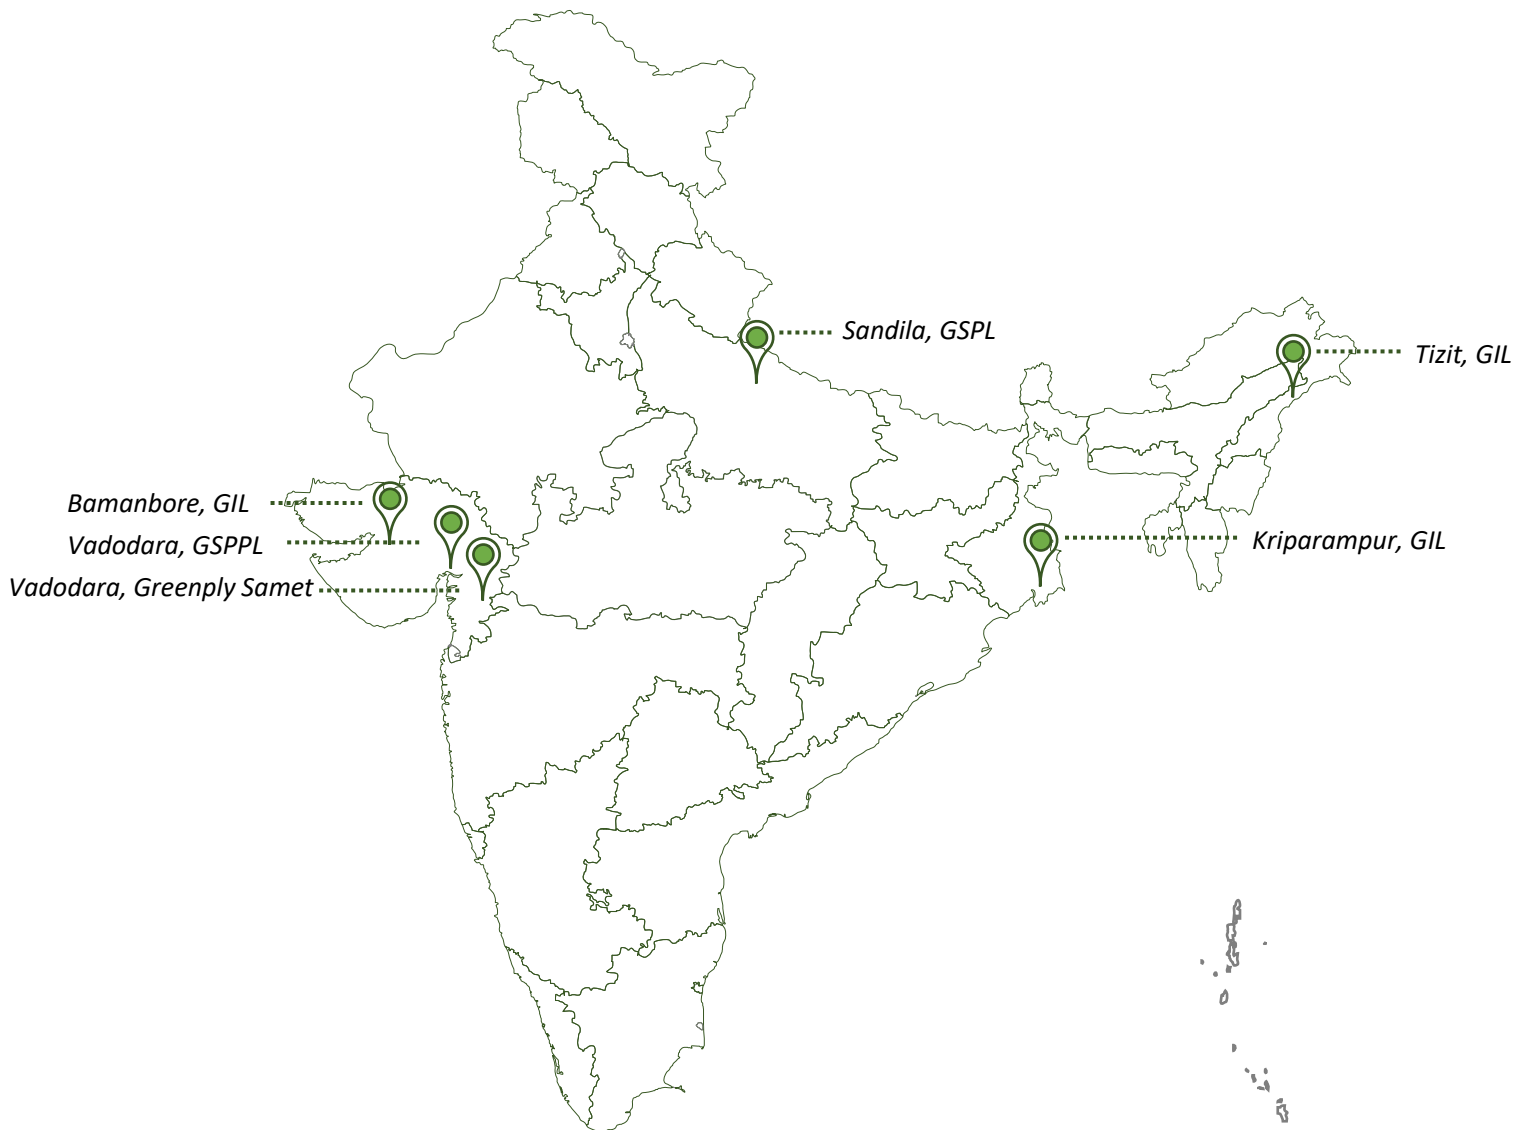 Sandila, GSPL
Tizit, GIL
Bamanbore, GIL
Vadodara, GSPPL
Kriparampur, GIL
Vadodara, Greenply Samet